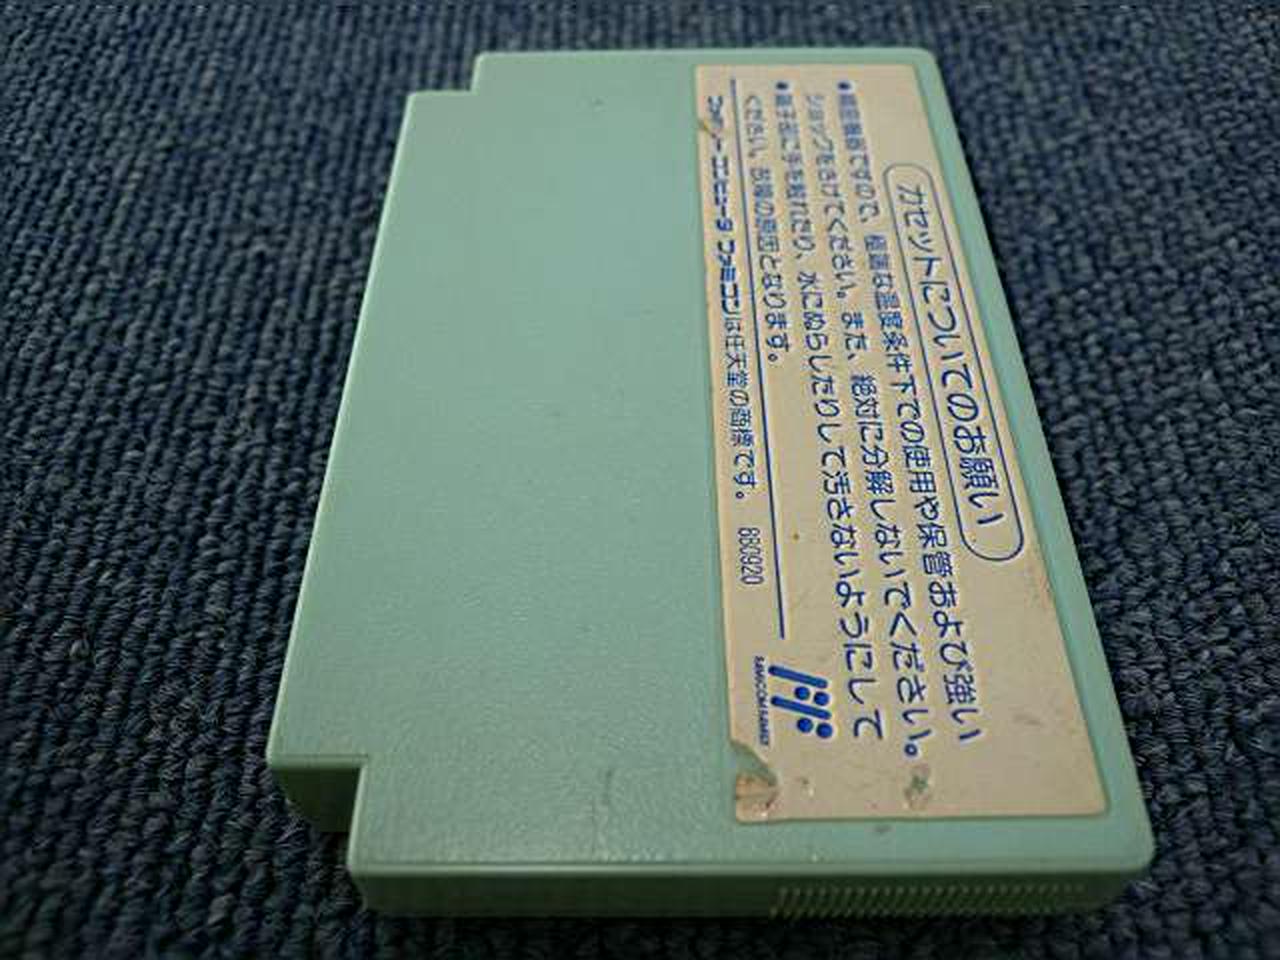 カセットについてのお願い
●精密機器ですので、極端な温度条件下での使用や保管および強い
ショックをさけてください。また、絶対に分解しないでください。
●端子部に手を触れたり、水にぬらしたりして汚さないようにして
ください。故障の原因となります。
ファミリーコンピュータ ファミコンは任天堂の商標です。 880920